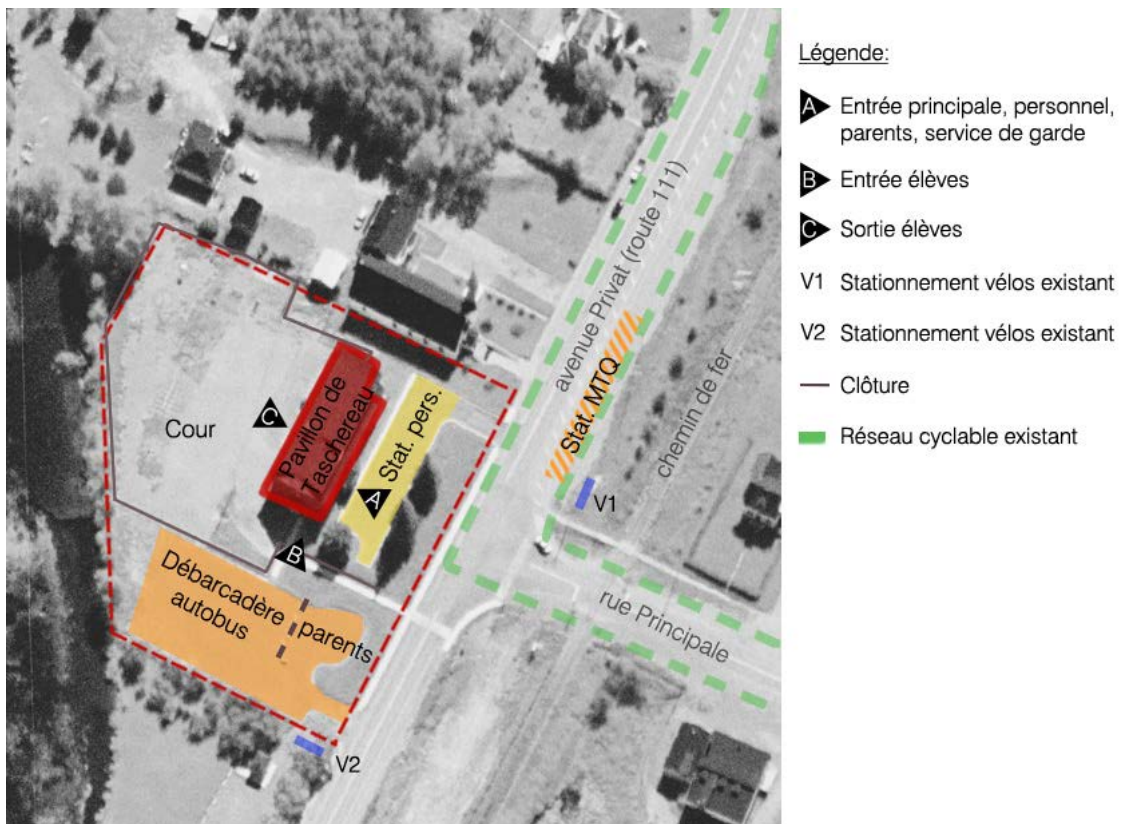 Légende:
A Entrée principale, personnel,
parents, service de garde
B Entrée élèves
C Sortie élèves
V1 Stationnement vélos existant
V2 Stationnement vélos existant
Clôture
Réseau cyclable existant
avenue Privat (route 111)
Stat. MTQ
chemin de fer
V1
rue Principale
Pavillon de
Taschereau
Stat. pers.
Cour
C
A
B
Débarcadère
autobus
parents
V2